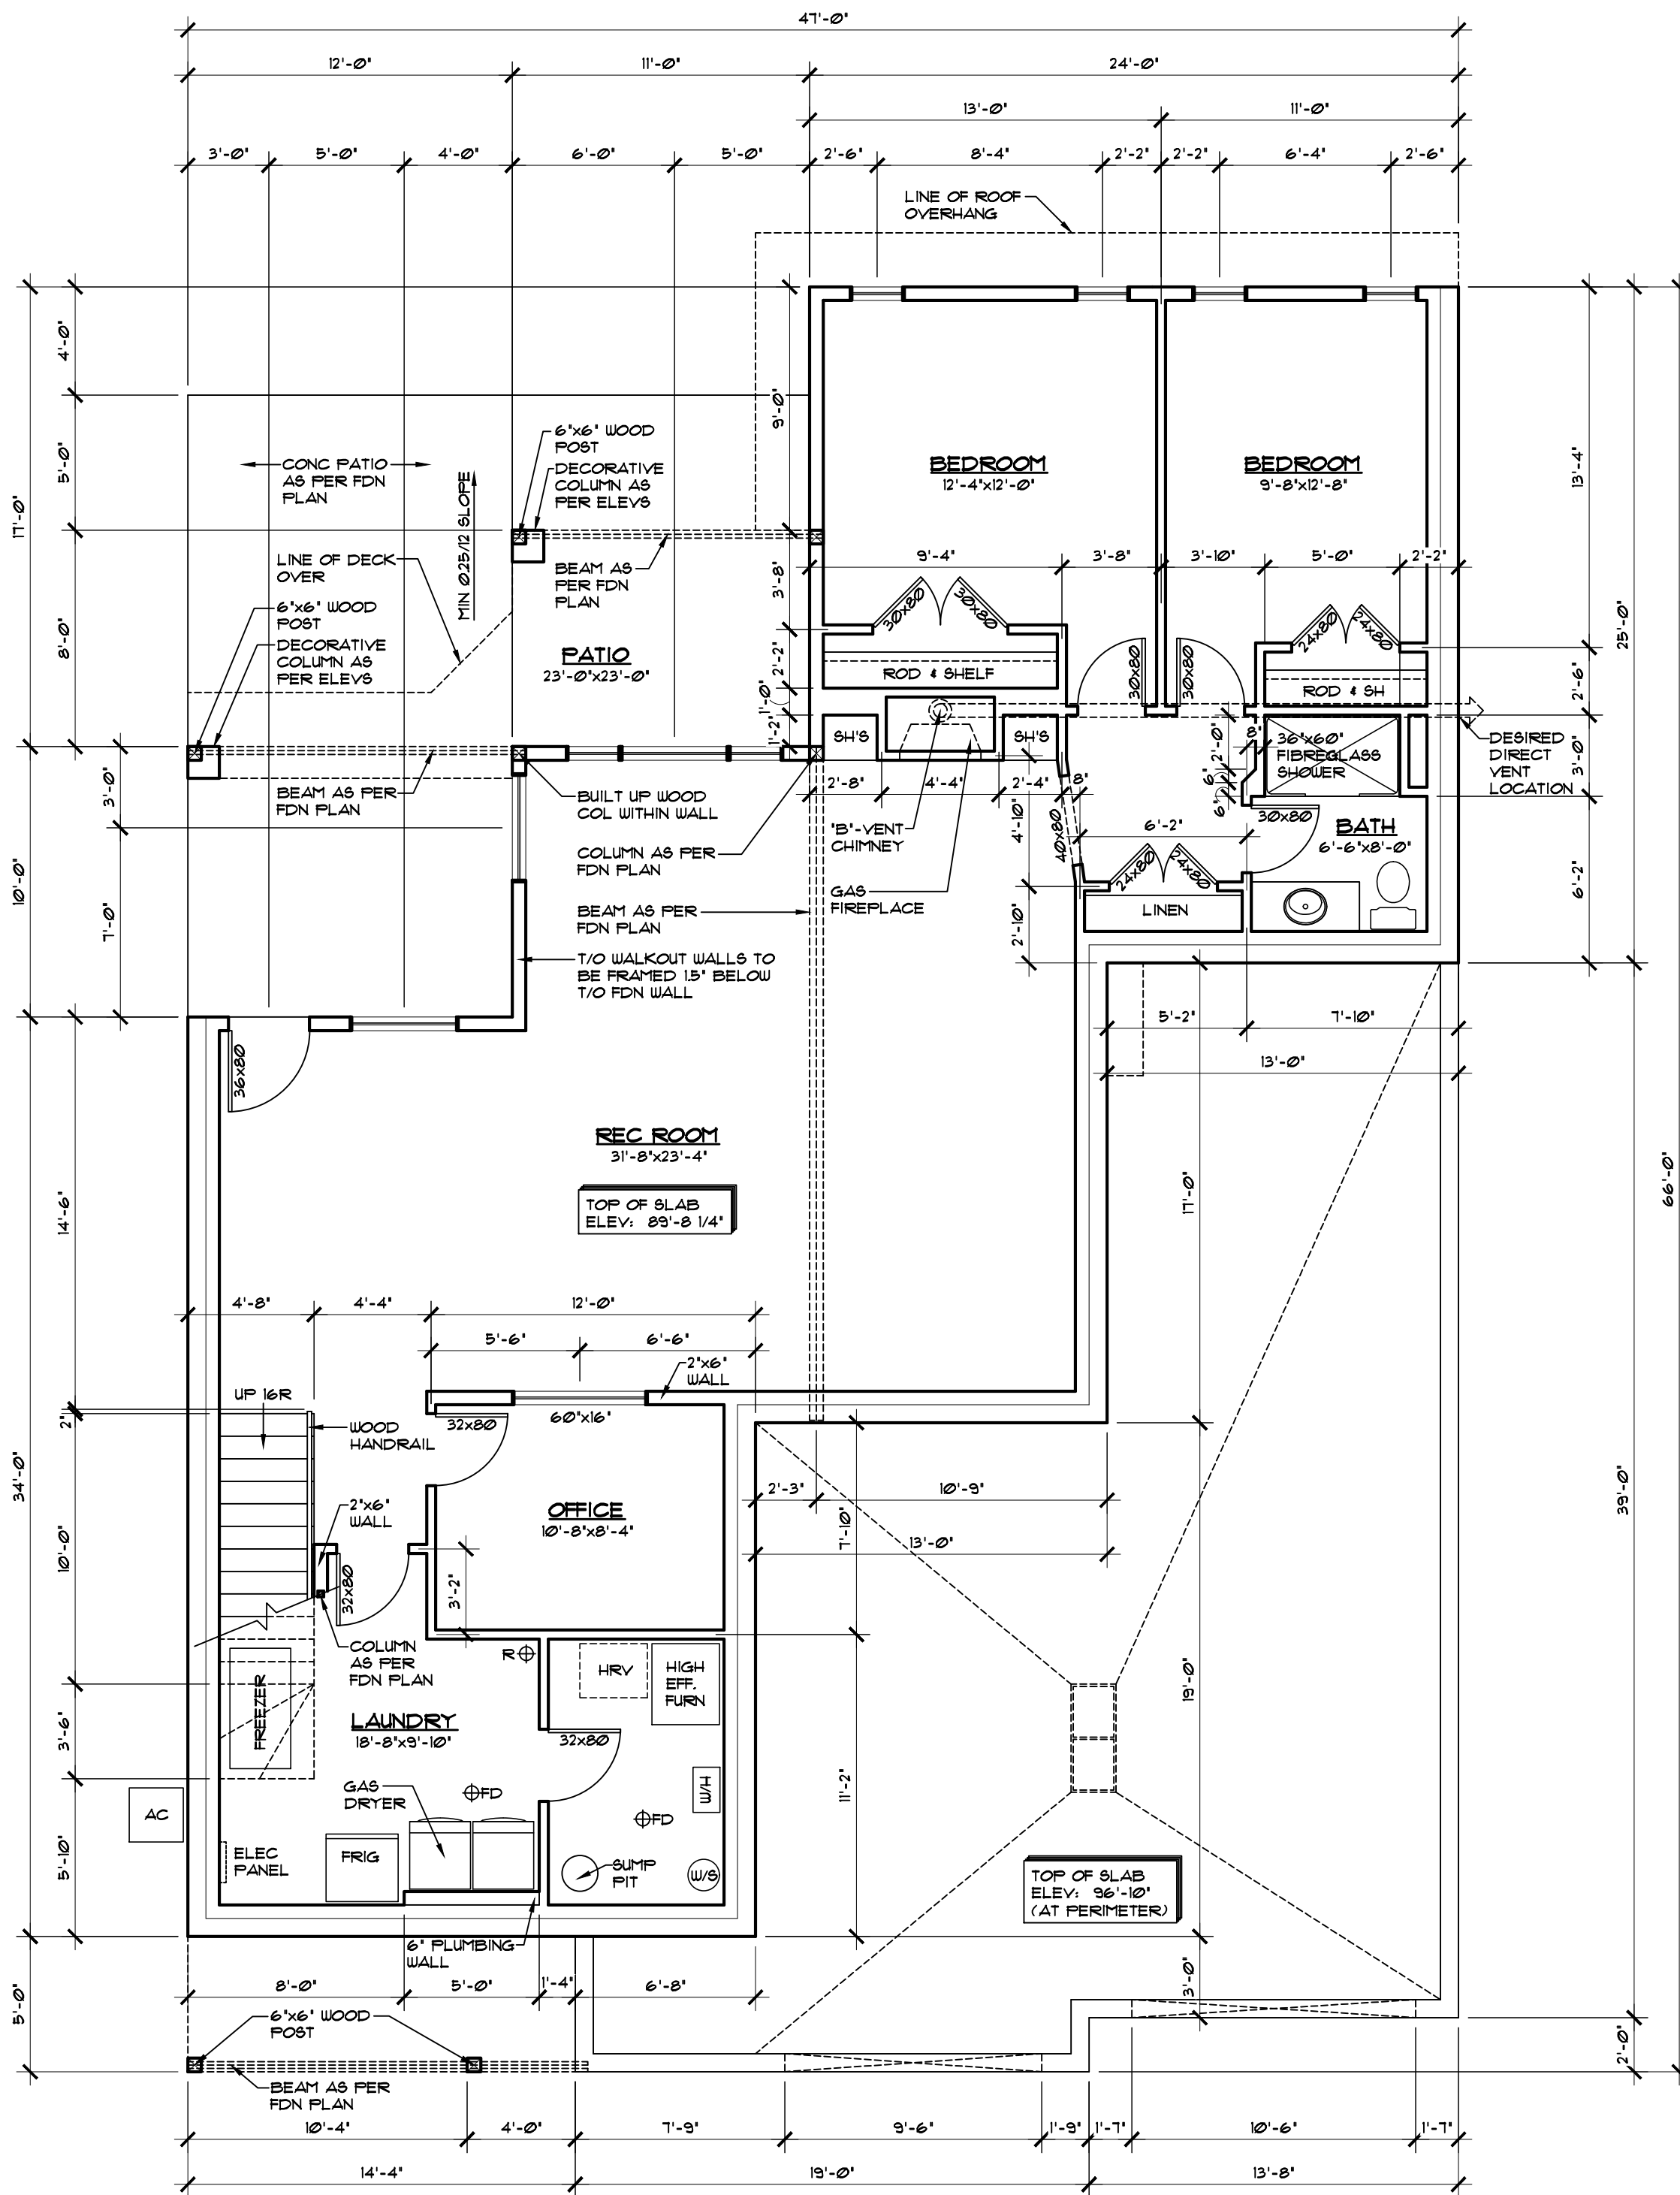 47'-0"
12'-0"
11'-0"
24'-0"
13'-0"
11'-0"
3'-0"
5'-0"
4'-0"
6'-0"
5'-0"
2'-6"
8'-4"
2'-2"
2'-2"
6'-4"
2'-6"
LINE OF ROOF
OVERHANG
4'-0"
5'-0"
8'-0"
17'-0"
9'-0"
3'-8"
2'-2"
1'-0"
1'-2"
13'-4"
2'-6"
3'-0"
6'-2"
25'-0"
66'-0"
39'-0"
2'-0"
CONC PATIO
AS PER FDN
PLAN
MIN 0.25/12 SLOPE
6"x6" WOOD
POST
DECORATIVE
COLUMN AS
PER ELEVS
BEAM AS
PER FDN
PLAN
LINE OF DECK
OVER
6"x6" WOOD
POST
DECORATIVE
COLUMN AS
PER ELEVS
PATIO
23'-0"x23'-0"
BEDROOM
12'-4"x12'-0"
BEDROOM
9'-8"x12'-8"
9'-4"
3'-8"
3'-10"
5'-0"
2'-2"
30x80
30x80
24x80
24x80
ROD & SHELF
30x80
30x80
ROD & SH
SH'S
SH'S
2'-8"
4'-4"
2'-4"
8"
8"
2'-0"
6"
6"
36"x60"
FIBREGLASS
SHOWER
DESIRED
DIRECT
VENT
LOCATION
BEAM AS PER
FDN PLAN
BUILT UP WOOD
COL WITHIN WALL
"B"-VENT
CHIMNEY
4'-10"
40x80
6'-2"
30x80
BATH
6'-6"x8'-0"
COLUMN AS PER
FDN PLAN
GAS
FIREPLACE
24x80
24x80
LINEN
2'-10"
BEAM AS PER
FDN PLAN
T/O WALKOUT WALLS TO
BE FRAMED 1.5" BELOW
T/O FDN WALL
3'-0"
7'-0"
10'-0"
36x80
5'-2"
7'-10"
13'-0"
REC ROOM
31'-8"x23'-4"
TOP OF SLAB
ELEV: 89'-8 1/4"
14'-6"
17'-0"
4'-8"
4'-4"
12'-0"
5'-6"
6'-6"
2"x6"
WALL
UP 16R
WOOD
HANDRAIL
60"x16"
32x80
2"
34'-0"
10'-0"
2"x6"
WALL
OFFICE
10'-8"x8'-4"
2'-3"
10'-9"
13'-0"
7'-10"
32x80
3'-2"
COLUMN
AS PER
FDN PLAN
R
HRV
HIGH
EFF.
FURN
FREEZER
LAUNDRY
18'-8"x9'-10"
32x80
3'-6"
19'-0"
GAS
DRYER
FD
W/H
FD
11'-2"
AC
5'-10"
ELEC
PANEL
FRIG
SUMP
PIT
W/S
TOP OF SLAB
ELEV: 96'-10"
(AT PERIMETER)
6" PLUMBING
WALL
8'-0"
5'-0"
1'-4"
6'-8"
3'-0"
5'-0"
6"x6" WOOD
POST
BEAM AS PER
FDN PLAN
10'-4"
4'-0"
7'-9"
9'-6"
1'-9"
1'-7"
10'-6"
1'-7"
14'-4"
19'-0"
13'-8"